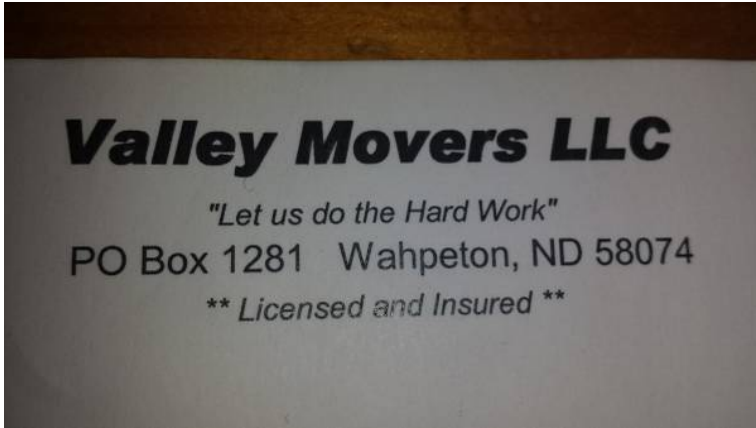 Valley Movers LLC
"Let us do the Hard Work"
PO Box 1281 Wahpeton, ND 58074
** Licensed and Insured **